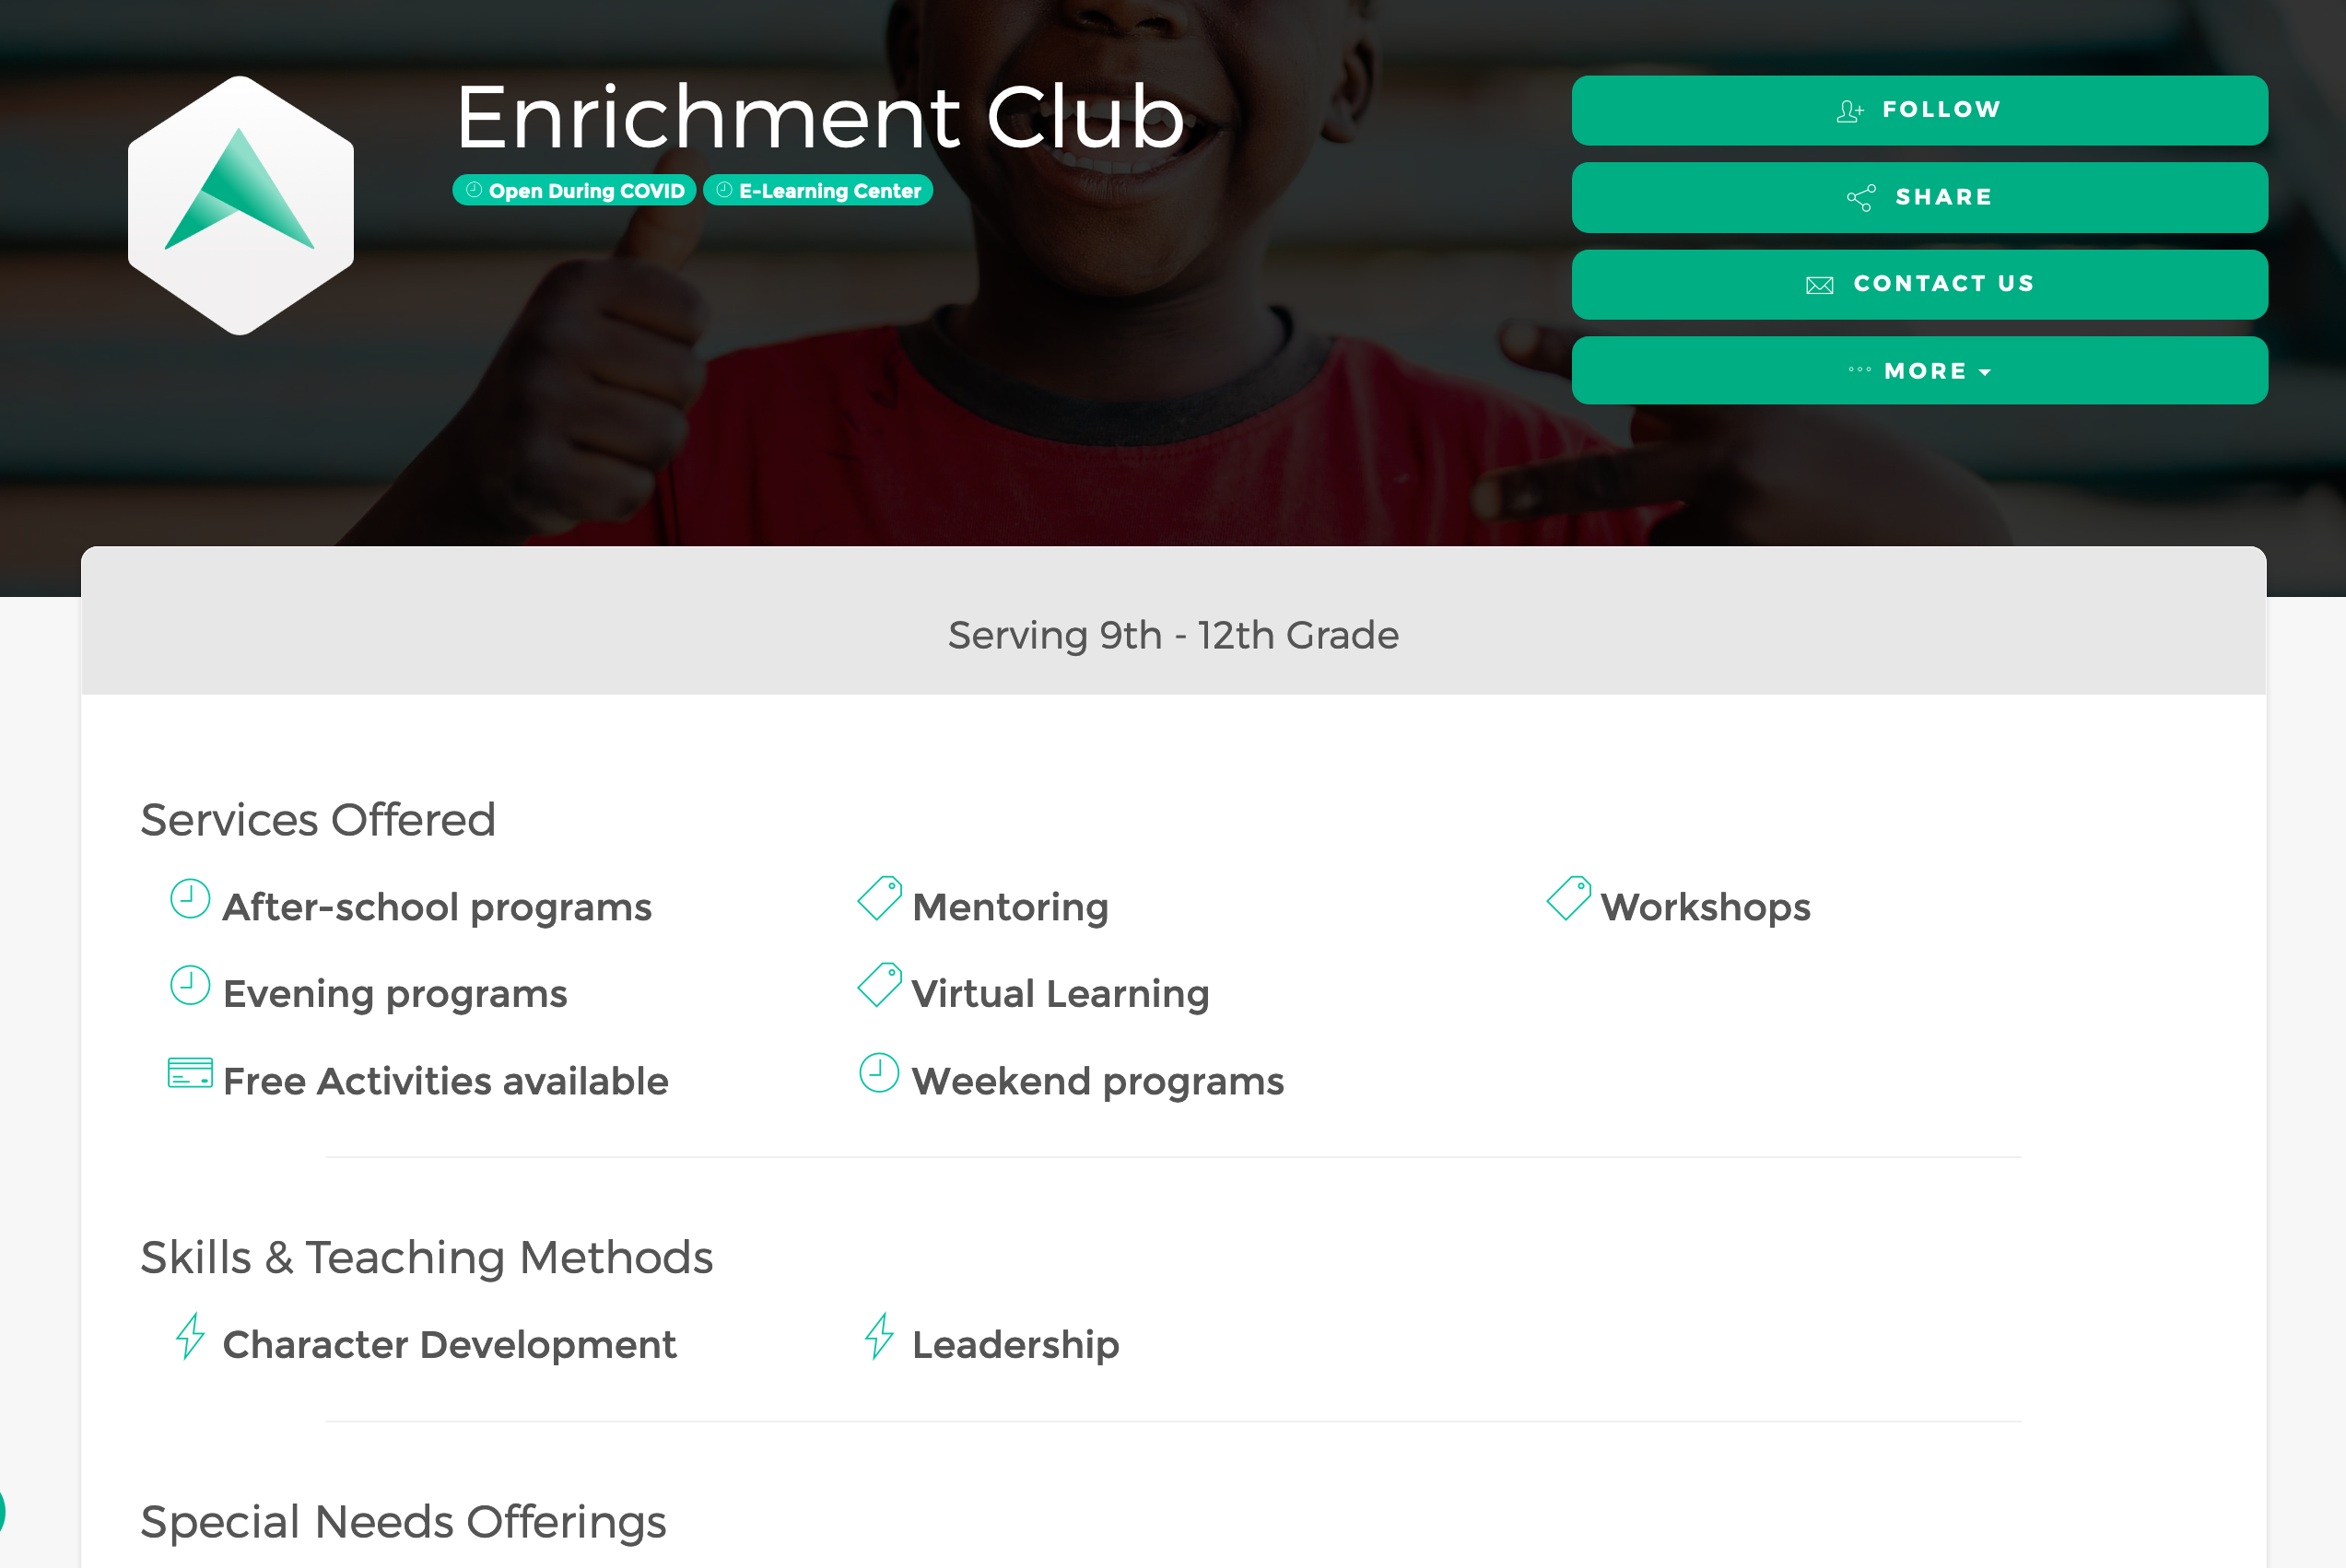 Enrichment Club
Open During COVID E-Learning Center
FOLLOW
SHARE
CONTACT US
MORE
Serving 9th - 12th Grade
Services Offered
After-school programs
Evening programs
Free Activities available
Mentoring
Virtual Learning
Weekend programs
Workshops
Skills & Teaching Methods
Character Development
Leadership
Special Needs Offerings